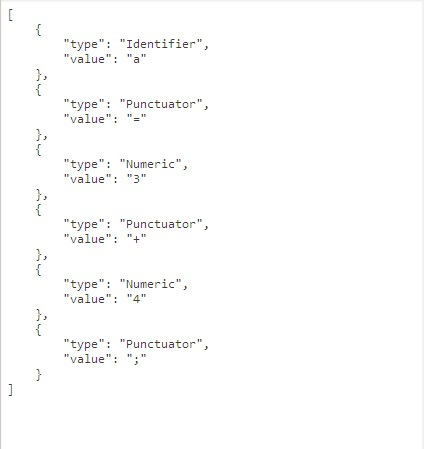 [
    {
        "type": "Identifier",
        "value": "a"
    },
    {
        "type": "Punctuator",
        "value": "="
    },
    {
        "type": "Numeric",
        "value": "3"
    },
    {
        "type": "Punctuator",
        "value": "+"
    },
    {
        "type": "Numeric",
        "value": "4"
    },
    {
        "type": "Punctuator",
        "value": ";"
    }
]